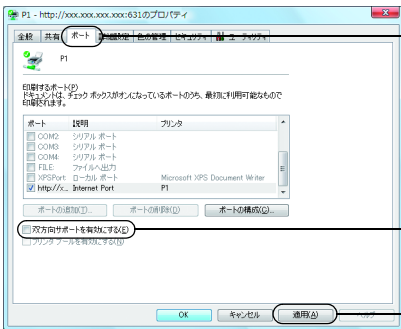 P1 - http://xxx.xxx.xxx.xxx:631のプロパティ
全般 共有 ポート 詳細設定 色の管理 セキュリティ ユーティリティ
P1
印刷するポート(P)
ドキュメントは、チェック ボックスがオンになっているポートのうち、最初に利用可能なもので
印刷されます。
ポート 説明 プリンタ
COM2: シリアル ポート
COM3: シリアル ポート
COM4: シリアル ポート
FILE: ファイルへ出力
XPSPort: ローカル ポート Microsoft XPS Document Writer
http://x... Internet Port P1
ポートの追加(T)... ポートの削除(D) ポートの構成(C)...
双方向サポートを有効にする(E)
プリンタ プールを有効にする(N)
OK キャンセル 適用(A) ヘルプ